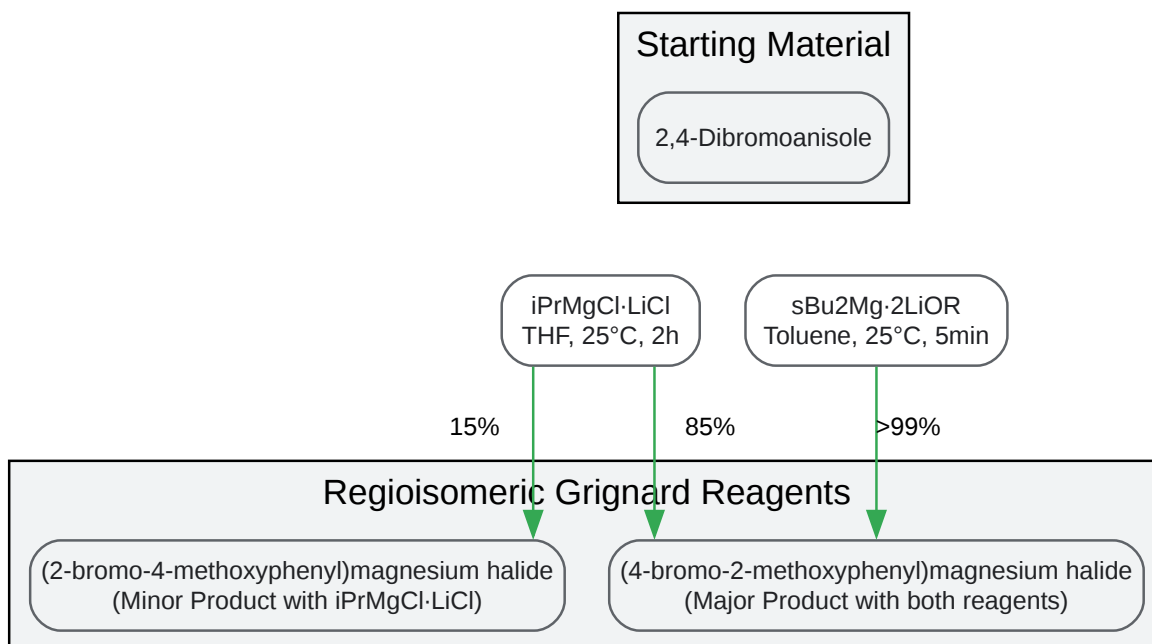 Starting Material
2,4-Dibromoanisole
iPrMgCl·LiCl
THF, 25°C, 2h
sBu2Mg·2LiOR
Toluene, 25°C, 5min
15%
85%
>99%
Regioisomeric Grignard Reagents
(2-bromo-4-methoxyphenyl)magnesium halide
(Minor Product with iPrMgCl·LiCl)
(4-bromo-2-methoxyphenyl)magnesium halide
(Major Product with both reagents)